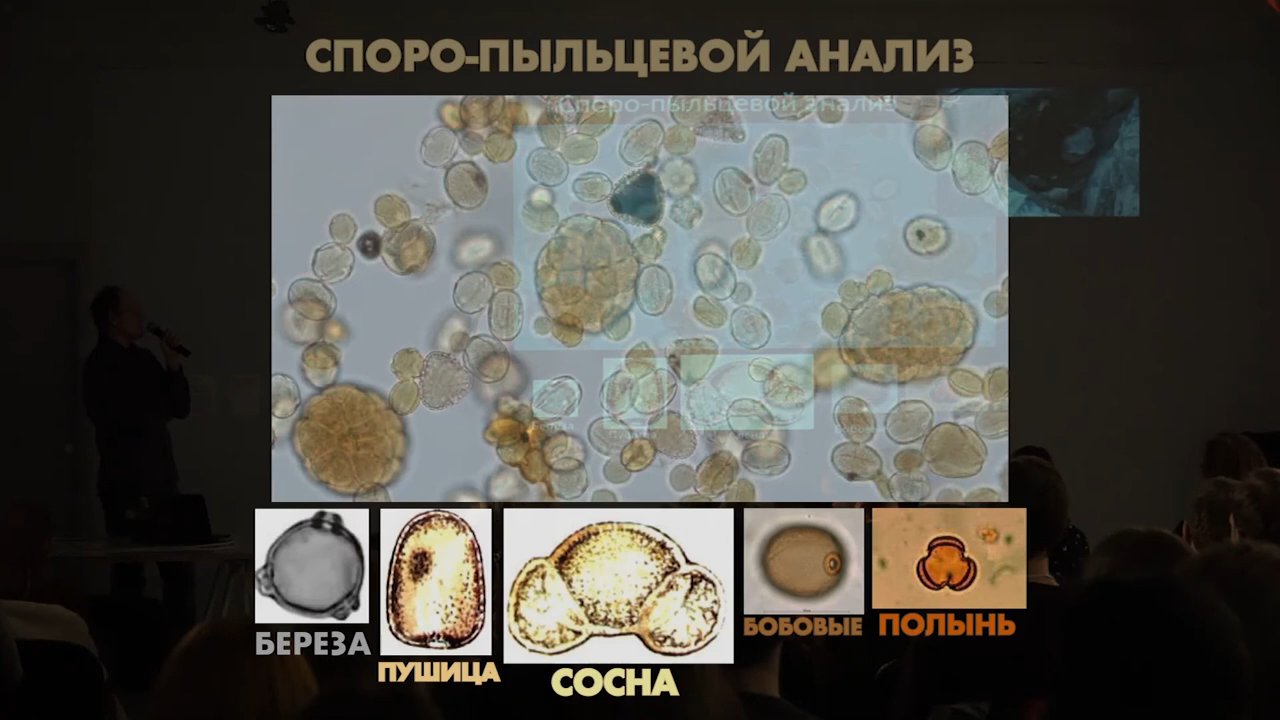 СПОРО-ПЫЛЬЦЕВОЙ АНАЛИЗ
Споро-пыльцевой анализ
БЕРЕЗА
ПУШИЦА
СОСНА
БОБОВЫЕ
ПОЛЫНЬ